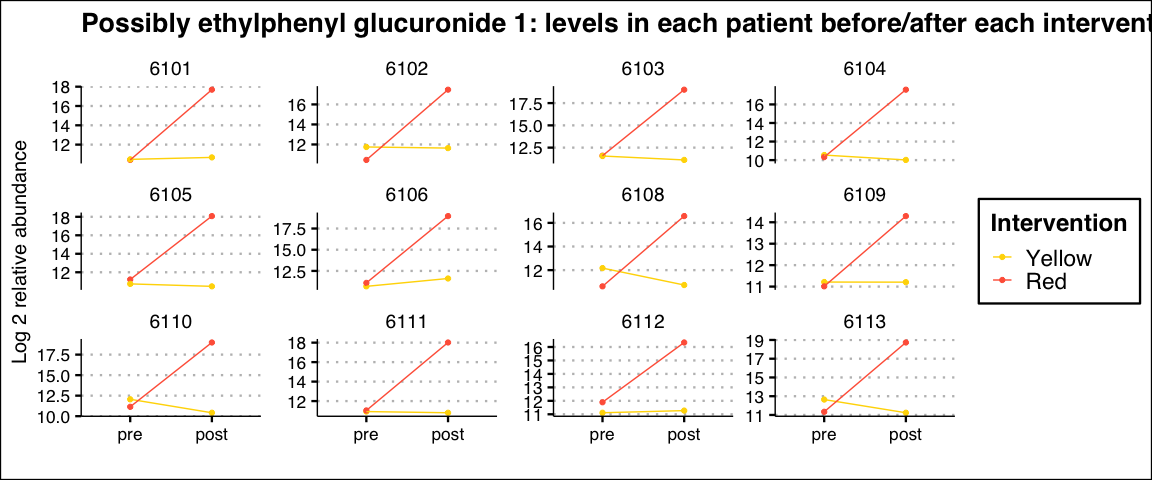 Possibly ethylphenyl glucuronide 1: levels in each patient before/after each intervent
6101 6102 6103 6104
18 16 14 12
16 14 12
17.5 15.0 12.5
16 14 12 10
6105 6106 6108 6109
18 16 14 12
17.5 15.0 12.5
16 14 12
14 13 12 11
6110 6111 6112 6113
17.5 15.0 12.5 10.0
18 16 14 12
16 15 14 13 12 11
19 17 15 13 11
pre post pre post pre post pre post
Log 2 relative abundance
Intervention
Yellow
Red